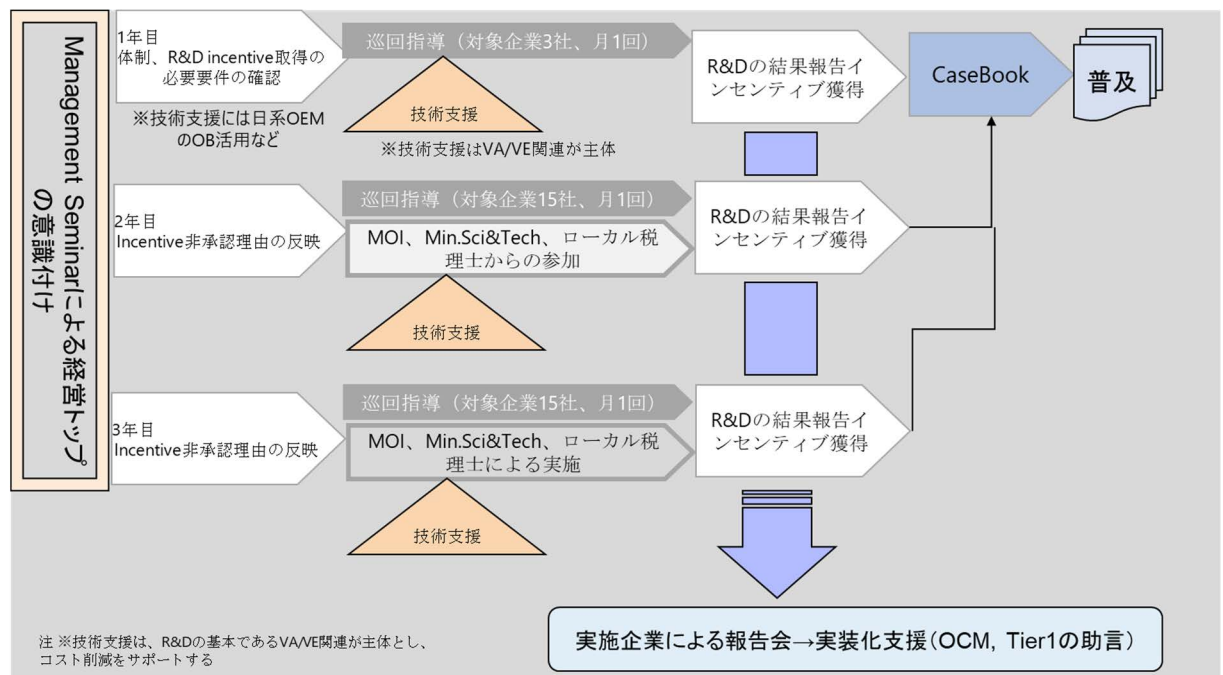 Management Seminarによる経営トップ
の意識付け
1年目
体制、R&D incentive取得の
必要要件の確認
※技術支援には日系OEM
のOB活用など
巡回指導（対象企業3社、月1回）
技術支援
※技術支援はVA/VE関連が主体
R&Dの結果報告イ
ンセンティブ獲得
CaseBook
普及
2年目
Incentive非承認理由の反映
巡回指導（対象企業15社、月1回）
MOI、Min.Sci&Tech、ローカル税
理士からの参加
技術支援
R&Dの結果報告イ
ンセンティブ獲得
3年目
Incentive非承認理由の反映
巡回指導（対象企業15社、月1回）
MOI、Min.Sci&Tech、ローカル税
理士による実施
技術支援
R&Dの結果報告イ
ンセンティブ獲得
実施企業による報告会→実装化支援(OCM, Tier1の助言)
注 ※技術支援は、R&Dの基本であるVA/VE関連が主体とし、
コスト削減をサポートする